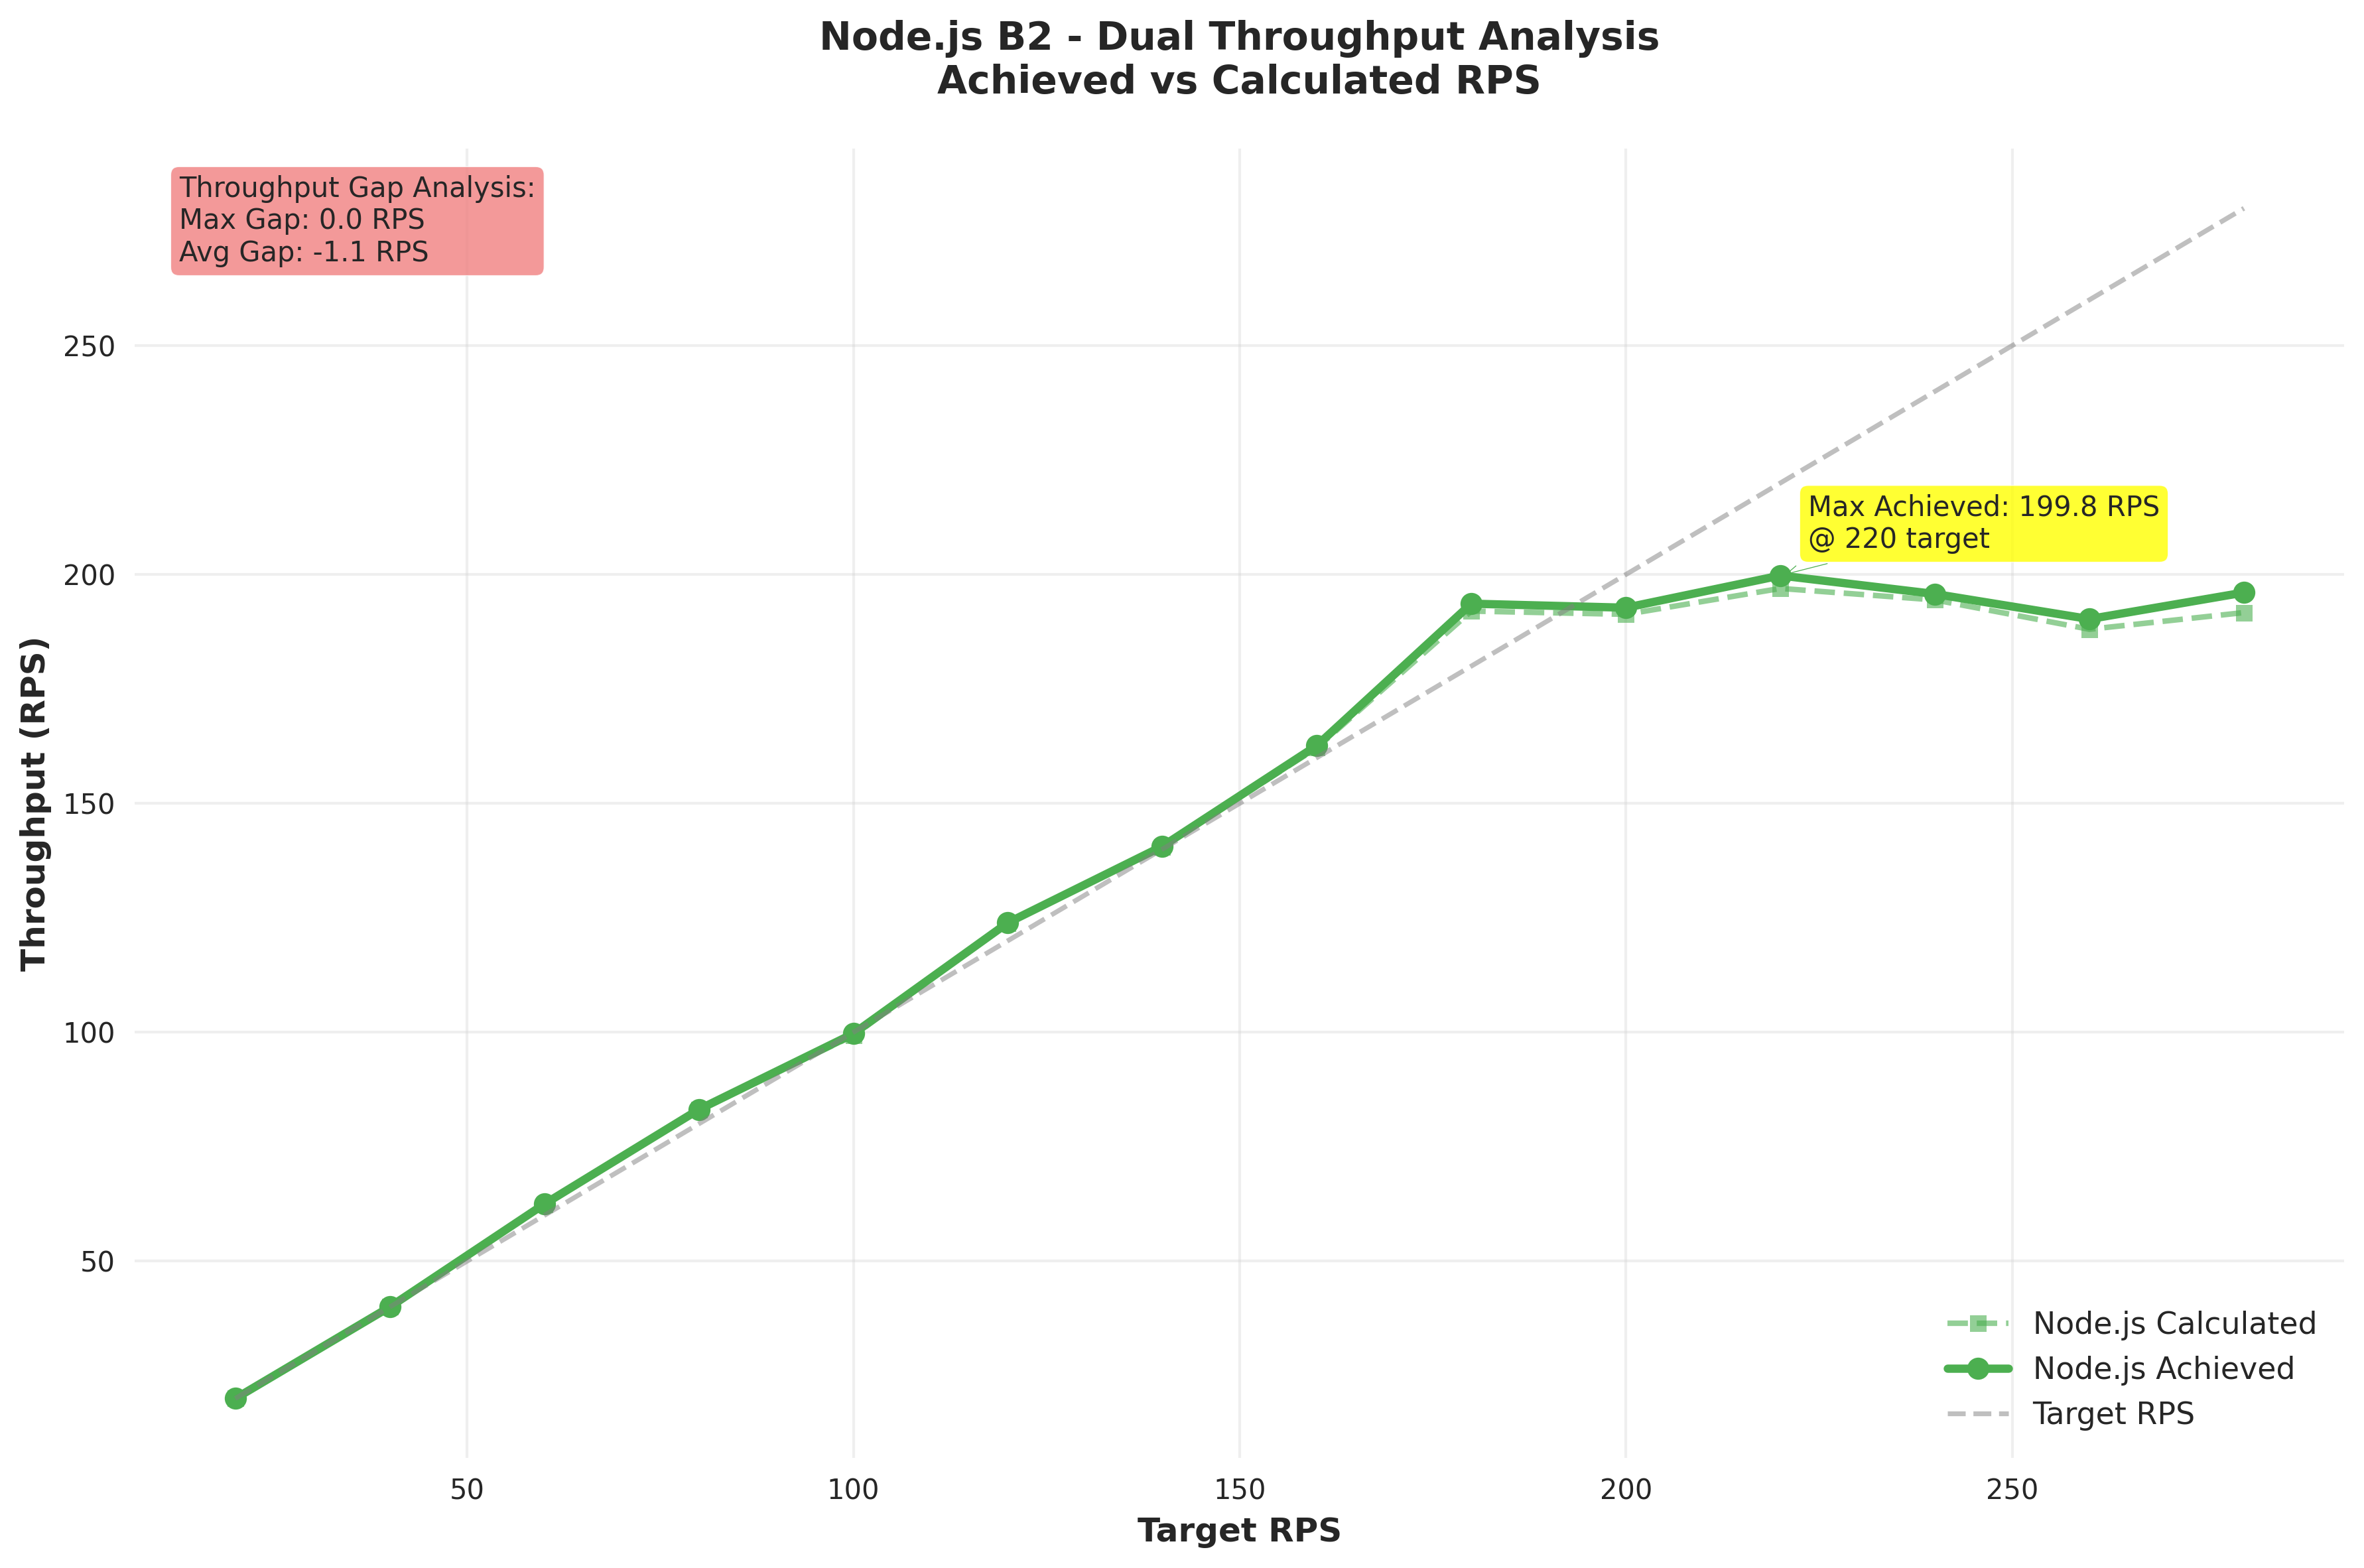 Node.js B2 - Dual Throughput Analysis
Achieved vs Calculated RPS
Throughput Gap Analysis:
Max Gap: 0.0 RPS
Avg Gap: -1.1 RPS
Max Achieved: 199.8 RPS
@ 220 target
Throughput (RPS)
250
200
150
100
50
Node.js Calculated
Node.js Achieved
Target RPS
50
100
150
200
250
Target RPS